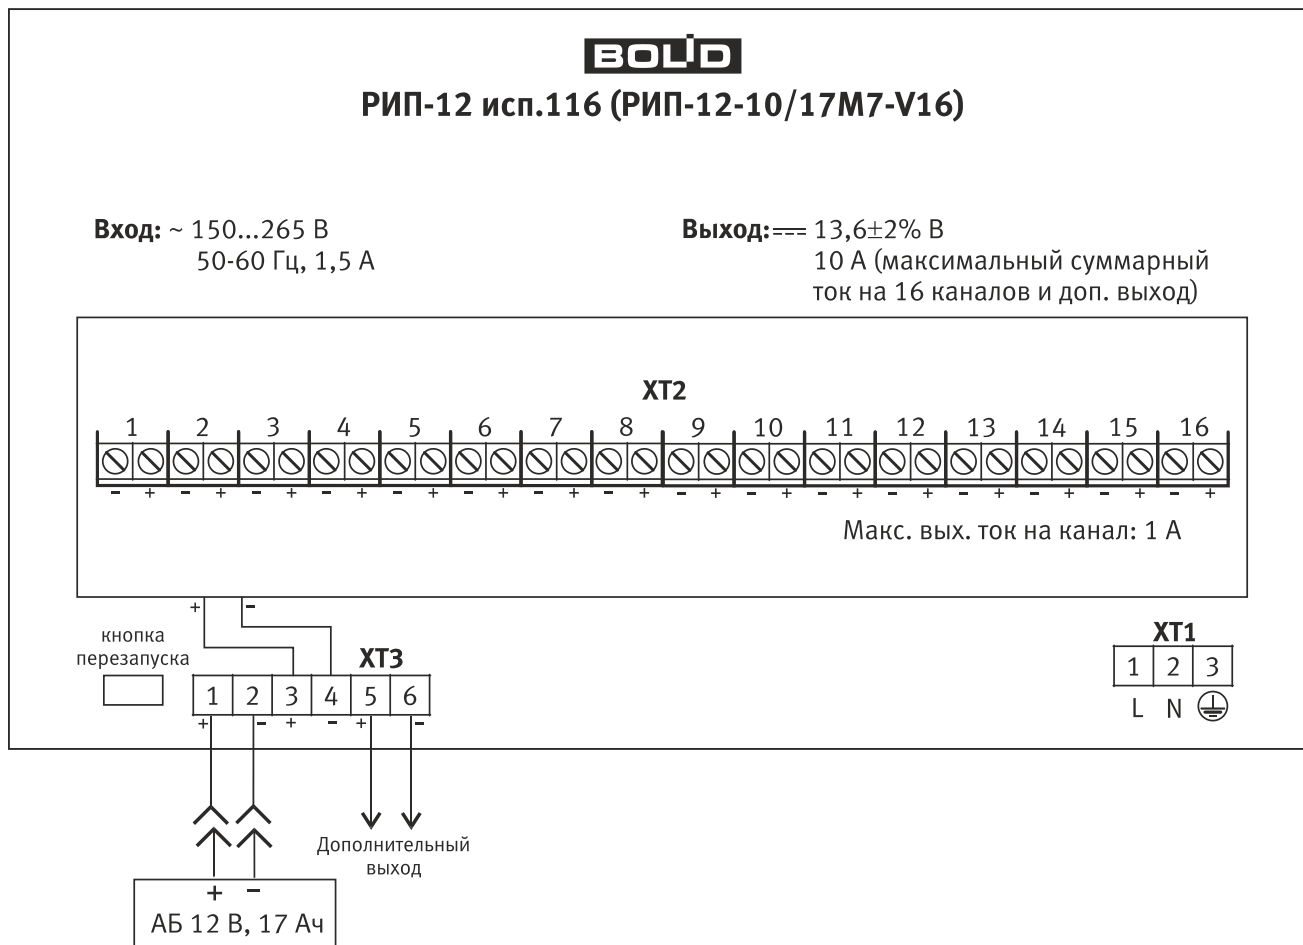 BOLID
РИП-12 исп.116 (РИП-12-10/17М7-V16)
Вход: ~ 150...265 В
50-60 Гц, 1,5 А
Выход: 13,6±2% В
10 А (максимальный суммарный
ток на 16 каналов и доп. выход)
XT2
1 2 3 4 5 6 7 8 9 10 11 12 13 14 15 16
- + - + - + - + - + - + - + - + - + - + - + - + - + - + - + - +
Макс. вых. ток на канал: 1 А
+ -
кнопка
перезапуска
XT3
1 2 3 4 5 6
+ - + - + -
XT1
1 2 3
L N
Дополнительный
выход
+ -
АБ 12 В, 17 Ач